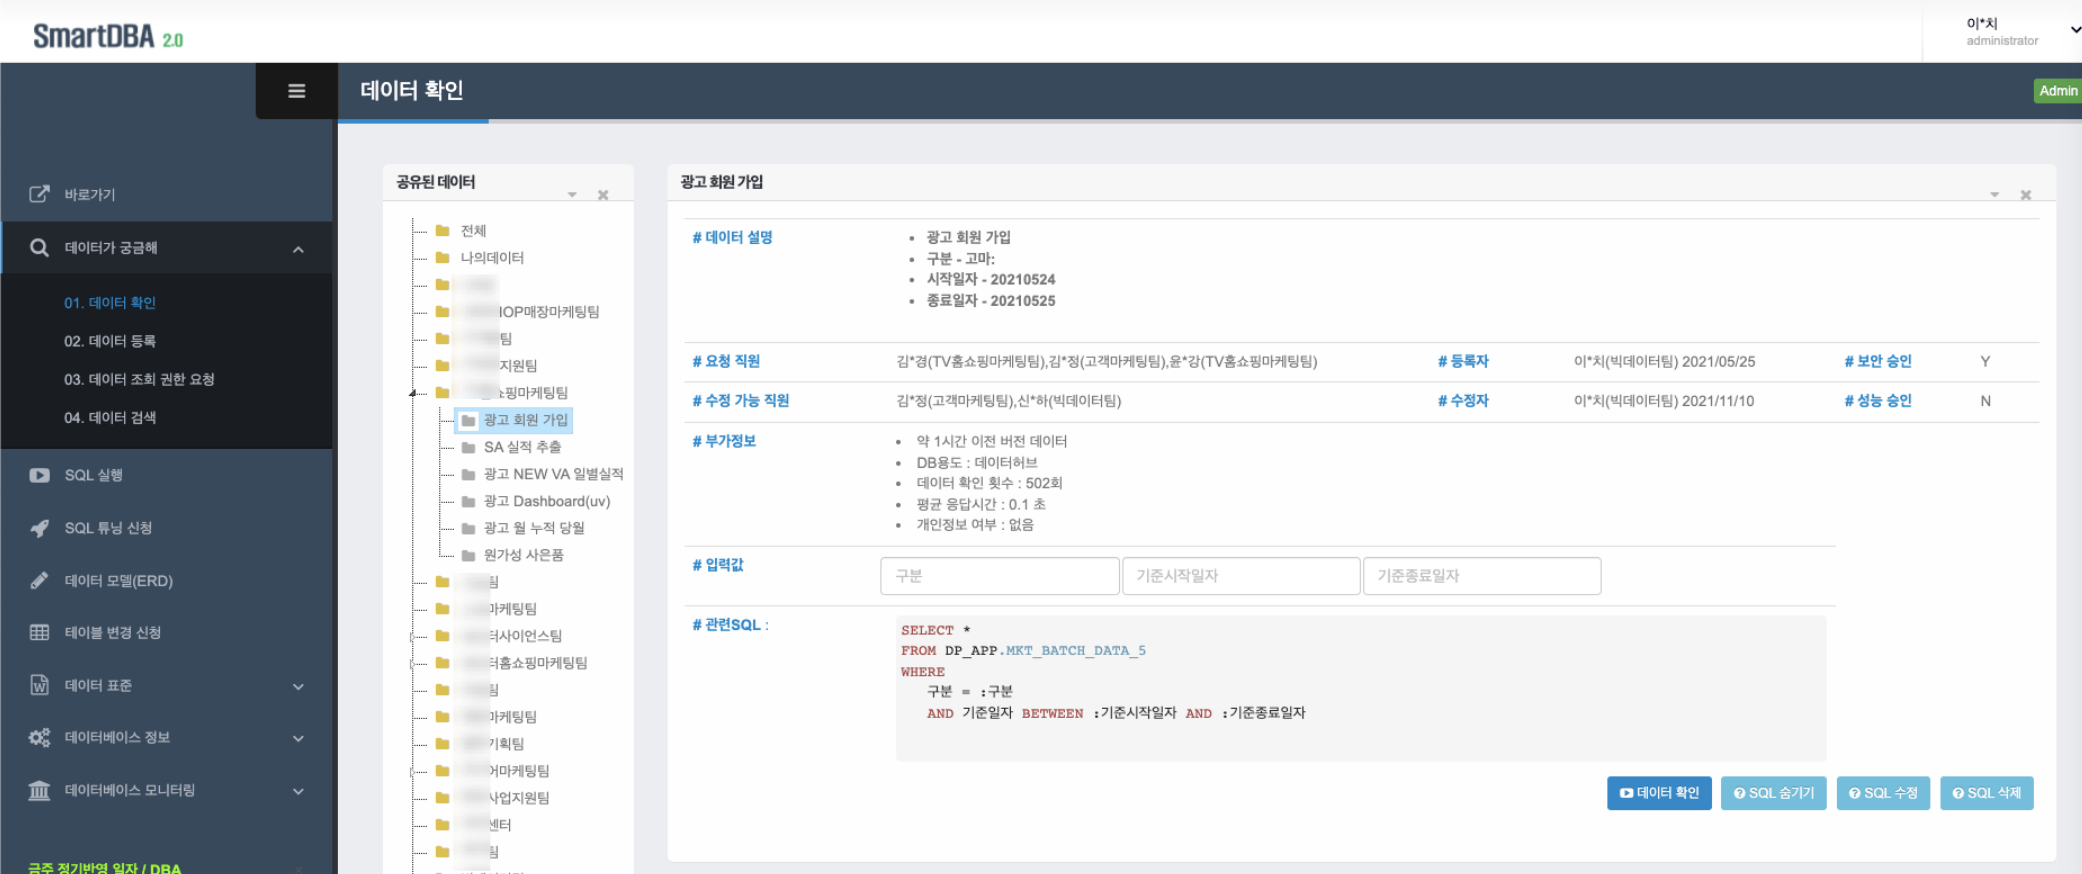 SmartDBA 2.0
이*치
administrator
데이터 확인
Admin
바로가기
데이터가 궁금해
01. 데이터 확인
02. 데이터 등록
03. 데이터 조회 권한 요청
04. 데이터 검색
SQL 실행
SQL 튜닝 신청
데이터 모델(ERD)
테이블 변경 신청
데이터 표준
데이터베이스 정보
데이터베이스 모니터링
금주 정기반영 일자 / DBA
공유된 데이터
전체
나의데이터
HOP매장마케팅팀
팀
지원팀
쇼핑마케팅팀
광고 회원 가입
SA 실적 추출
광고 NEW VA 일별실적
광고 Dashboard(uv)
광고 월 누적 당월
원가성 사은품
팀
마케팅팀
터사이언스팀
터홈쇼핑마케팅팀
팀
마케팅팀
기획팀
어마케팅팀
사업지원팀
센터
팀
광고 회원 가입
# 데이터 설명
• 광고 회원 가입
• 구분 - 고마:
• 시작일자 - 20210524
• 종료일자 - 20210525
# 요청 직원 김*경(TV홈쇼핑마케팅팀),김*정(고객마케팅팀),윤*강(TV홈쇼핑마케팅팀) # 등록자 이*치(빅데이터팀) 2021/05/25 # 보안 승인 Y
# 수정 가능 직원 김*정(고객마케팅팀),신*하(빅데이터팀) # 수정자 이*치(빅데이터팀) 2021/11/10 # 성능 승인 N
# 부가정보
• 약 1시간 이전 버전 데이터
• DB용도 : 데이터허브
• 데이터 확인 횟수 : 502회
• 평균 응답시간 : 0.1 초
• 개인정보 여부 : 없음
# 입력값 구분 기준시작일자 기준종료일자
# 관련SQL :
SELECT *
FROM DP_APP.MKT_BATCH_DATA_5
WHERE
구분 = :구분
AND 기준일자 BETWEEN :기준시작일자 AND :기준종료일자
데이터 확인 SQL 숨기기 SQL 수정 SQL 삭제